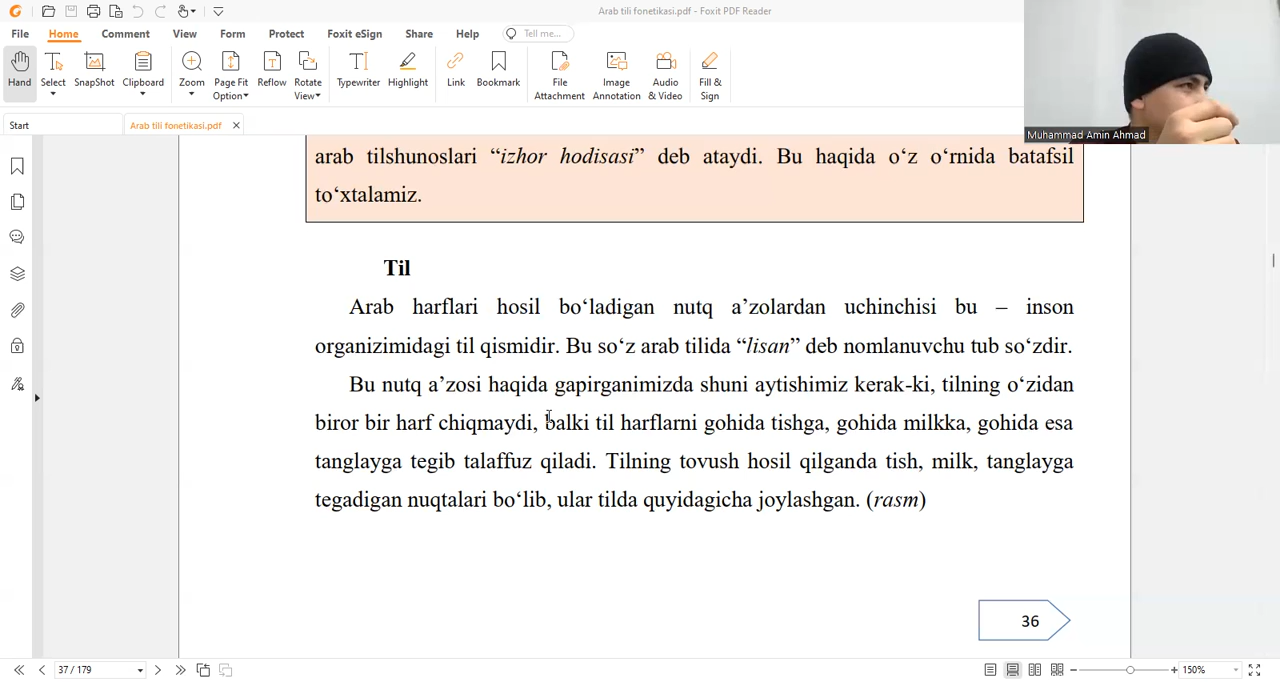 Arab tili fonetikasi.pdf - Foxit PDF Reader
File Home Comment View Form Protect Foxit eSign Share Help Tell me...
Hand Select SnapShot Clipboard Zoom Page Fit Option Reflow Rotate View Typewriter Highlight Link Bookmark File Attachment Image Annotation Audio & Video Fill & Sign
Muhammad Amin Ahmad
Start Arab tili fonetikasi.pdf
arab tilshunoslari “izhor hodisasi” deb ataydi. Bu haqida o‘z o‘rnida batafsil
to‘xtalamiz.
Til
Arab harflari hosil bo‘ladigan nutq a’zolardan uchinchisi bu – inson
organizimidagi til qismidir. Bu so‘z arab tilida “lisan” deb nomlanuvchu tub so‘zdir.
Bu nutq a’zosi haqida gapirganimizda shuni aytishimiz kerak-ki, tilning o‘zidan
biror bir harf chiqmaydi, balki til harflarni gohida tishga, gohida milkka, gohida esa
tanglayga tegib talaffuz qiladi. Tilning tovush hosil qilganda tish, milk, tanglayga
tegadigan nuqtalari bo‘lib, ular tilda quyidagicha joylashgan. (rasm)
36
37 / 179 150%